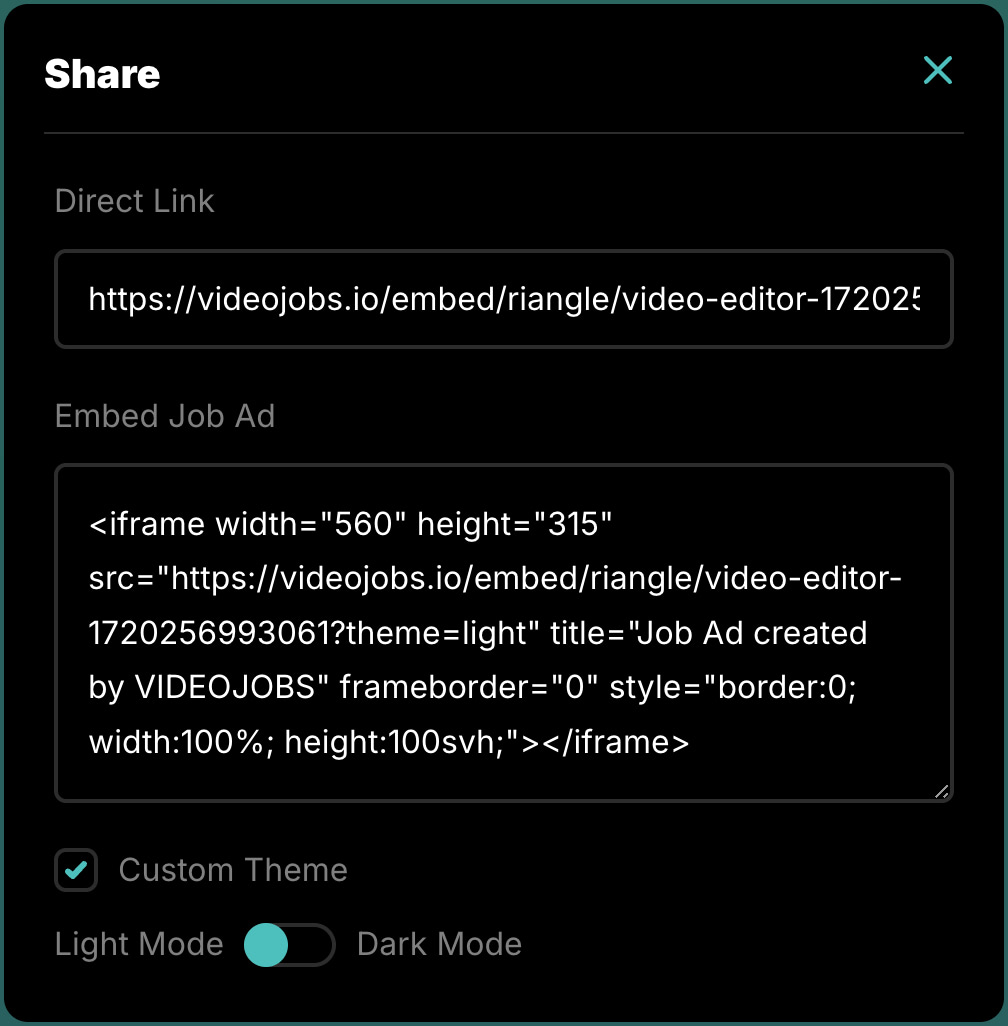 Share
Direct Link
https://videojobs.io/embed/riangle/video-editor-172025
Embed Job Ad
<iframe width="560" height="315"
src="https://videojobs.io/embed/riangle/video-editor-
1720256993061?theme=light" title="Job Ad created
by VIDEOJOBS" frameborder="0" style="border:0;
width:100%; height:100svh;"></iframe>
Custom Theme
Light Mode Dark Mode